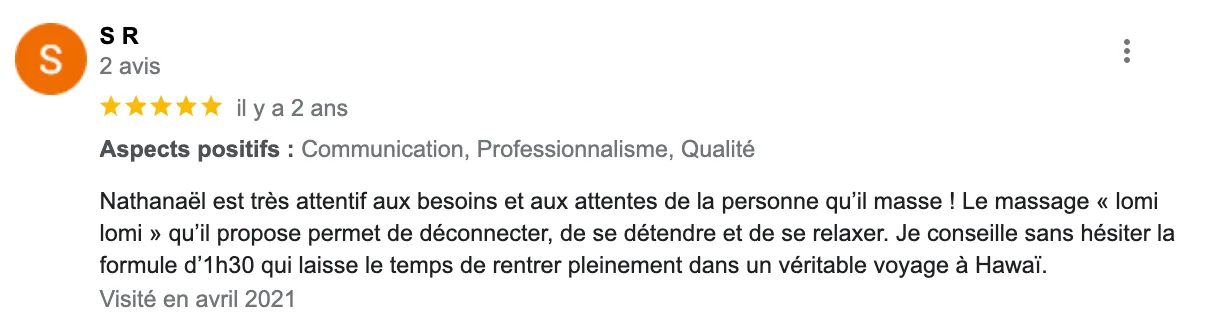 S
S R
2 avis
il y a 2 ans
Aspects positifs : Communication, Professionnalisme, Qualité
Nathanaël est très attentif aux besoins et aux attentes de la personne qu’il masse ! Le massage « lomi
lomi » qu’il propose permet de déconnecter, de se détendre et de se relaxer. Je conseille sans hésiter la
formule d’1h30 qui laisse le temps de rentrer pleinement dans un véritable voyage à Hawaï.
Visité en avril 2021